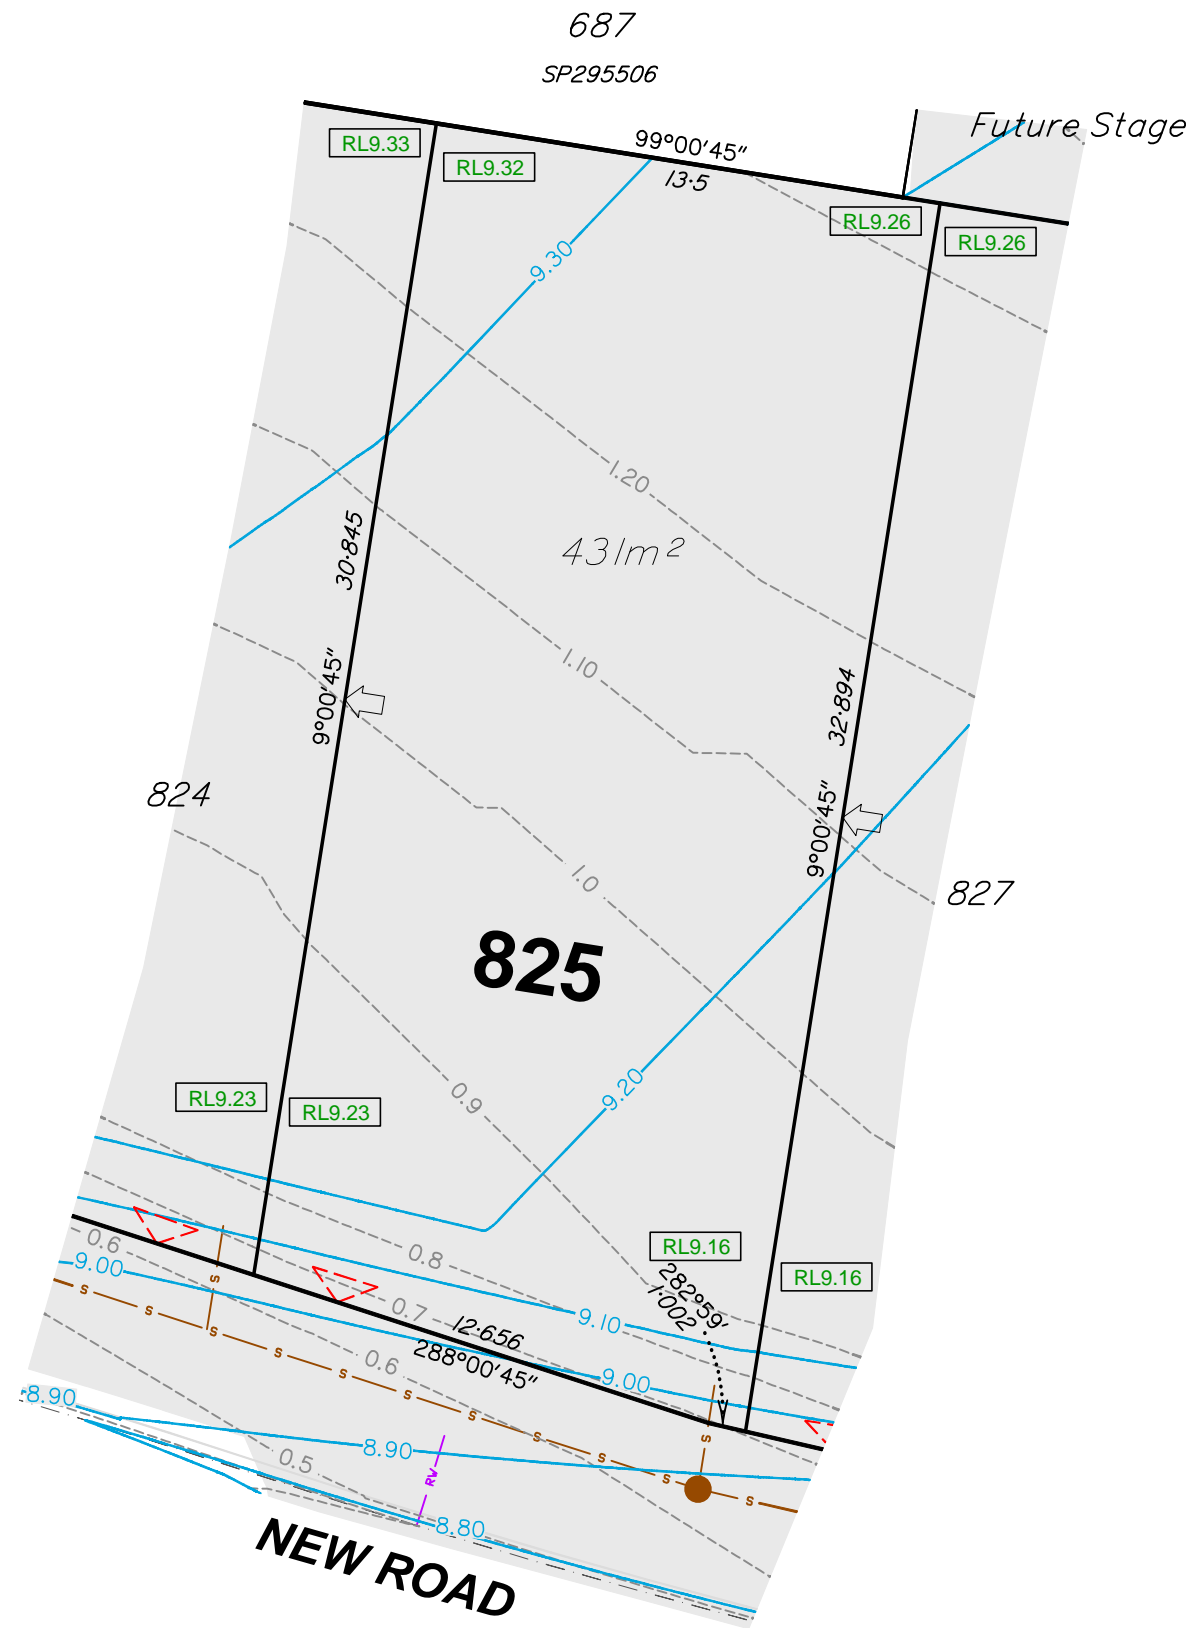 687
SP295506
Future Stage
99°00'45"
13·5
RL9.33
RL9.32
RL9.26
RL9.26
9.30
1.20
431m²
30·845
1.10
9°00'45"
32·894
9°00'45"
824
827
1.0
825
9.20
0.9
RL9.23
RL9.23
RL9.16
RL9.16
282°59'
1·002
0.6
0.8
9.00
0.7
9.10
12·656
288°00'45"
0.6
9.00
s
s
s
s
s
s
s
s
s
s
s
s
s
s
8.90
8.90
0.5
RW
8.80
NEW ROAD